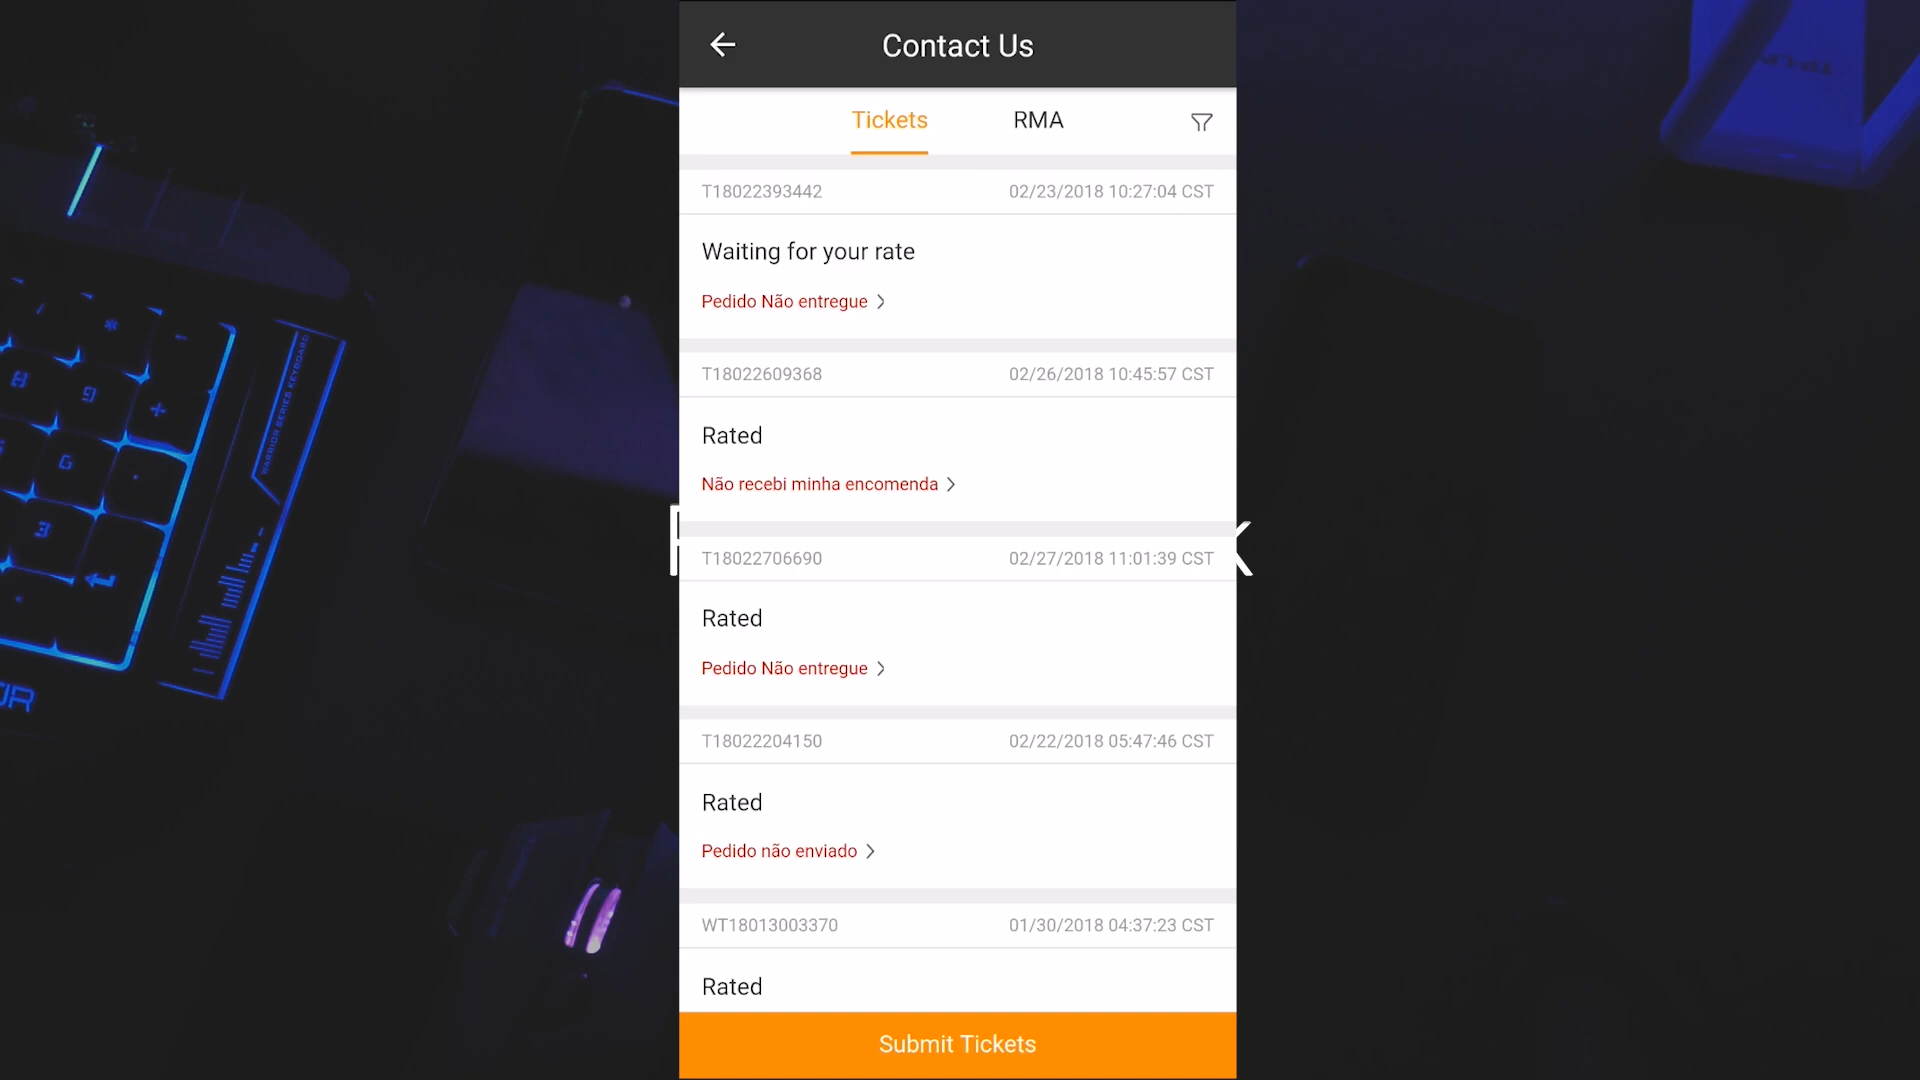 Contact Us
Tickets RMA
T18022393442 02/23/2018 10:27:04 CST
Waiting for your rate
Pedido Não entregue
T18022609368 02/26/2018 10:45:57 CST
Rated
Não recebi minha encomenda
T18022706690 02/27/2018 11:01:39 CST
Rated
Pedido Não entregue
T18022204150 02/22/2018 05:47:46 CST
Rated
Pedido não enviado
WT18013003370 01/30/2018 04:37:23 CST
Rated
Submit Tickets
WARRIOR SERIES KEYBOARD